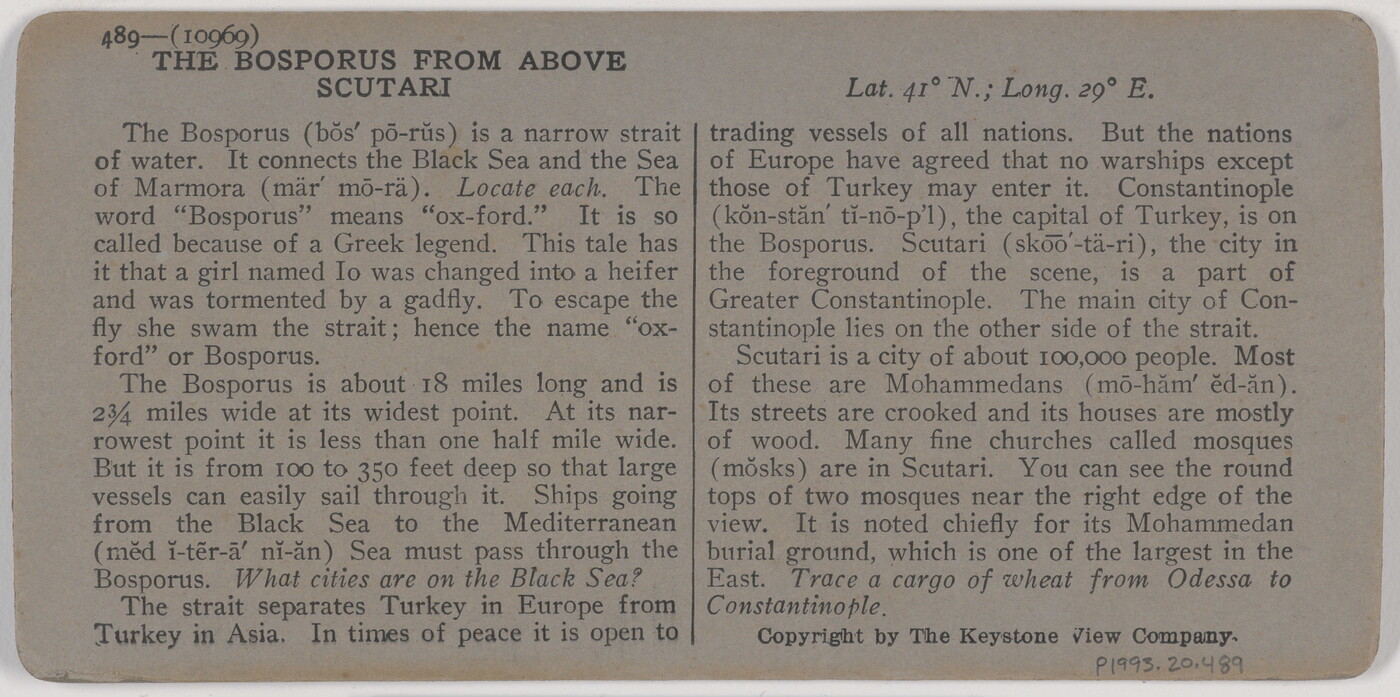 489—(10969)
THE BOSPORUS FROM ABOVE
SCUTARI
The Bosporus (bŏs′ pō-rŭs) is a narrow strait
of water. It connects the Black Sea and the Sea
of Marmora (mär′ mō-rä). Locate each. The
word “Bosporus” means “ox-ford.” It is so
called because of a Greek legend. This tale has
it that a girl named Io was changed into a heifer
and was tormented by a gadfly. To escape the
fly she swam the strait; hence the name “ox-
ford” or Bosporus.
The Bosporus is about 18 miles long and is
2¾ miles wide at its widest point. At its nar-
rowest point it is less than one half mile wide.
But it is from 100 to 350 feet deep so that large
vessels can easily sail through it. Ships going
from the Black Sea to the Mediterranean
(mĕd ĭ-tẽr-ā′ nĭ-ăn) Sea must pass through the
Bosporus. What cities are on the Black Sea?
The strait separates Turkey in Europe from
Turkey in Asia. In times of peace it is open to
Lat. 41° N.; Long. 29° E.
trading vessels of all nations. But the nations
of Europe have agreed that no warships except
those of Turkey may enter it. Constantinople
(kŏn-stăn′ tĭ-nō-p’l), the capital of Turkey, is on
the Bosporus. Scutari (sko͞o′-tä-ri), the city in
the foreground of the scene, is a part of
Greater Constantinople. The main city of Con-
stantinople lies on the other side of the strait.
Scutari is a city of about 100,000 people. Most
of these are Mohammedans (mō-hăm′ ĕd-ăn).
Its streets are crooked and its houses are mostly
of wood. Many fine churches called mosques
(mŏsks) are in Scutari. You can see the round
tops of two mosques near the right edge of the
view. It is noted chiefly for its Mohammedan
burial ground, which is one of the largest in the
East. Trace a cargo of wheat from Odessa to
Constantinople.
Copyright by The Keystone View Company.
P1993.20.489